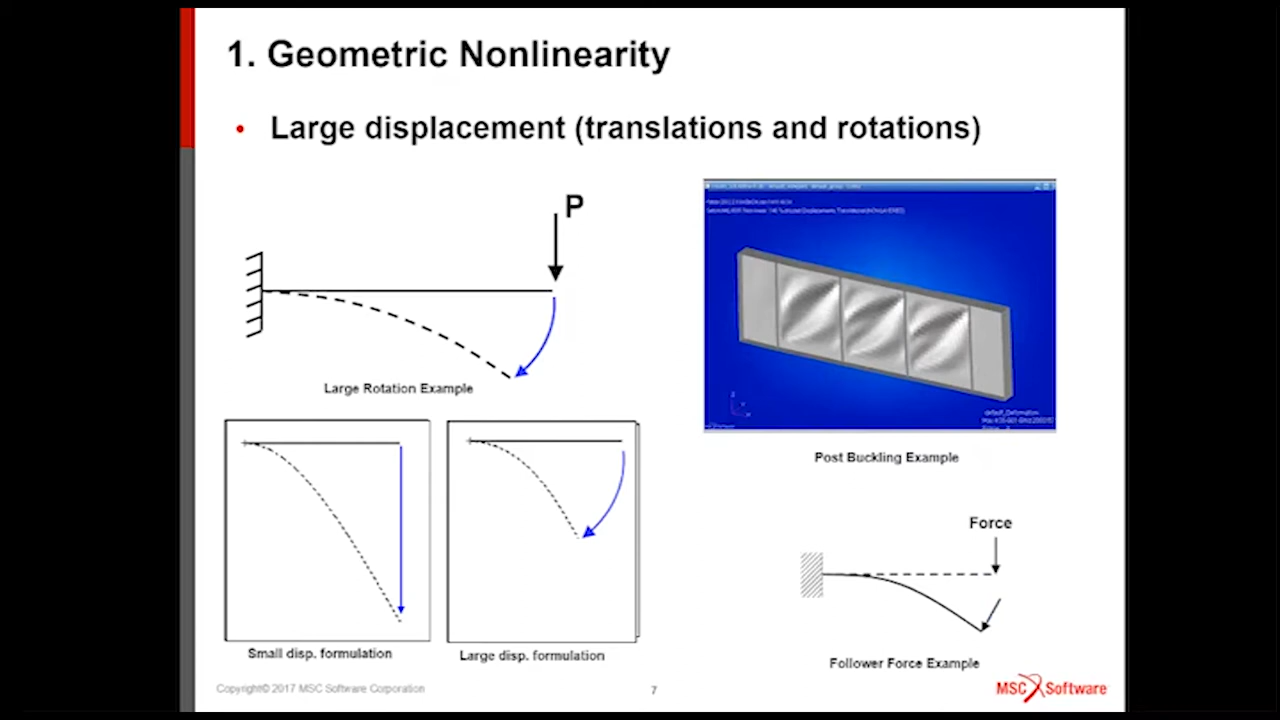 1. Geometric Nonlinearity
• Large displacement (translations and rotations)
P
Large Rotation Example
Post Buckling Example
Force
Small disp. formulation
Large disp. formulation
Follower Force Example
Copyright© 2017 MSC Software Corporation
7
MSC Software